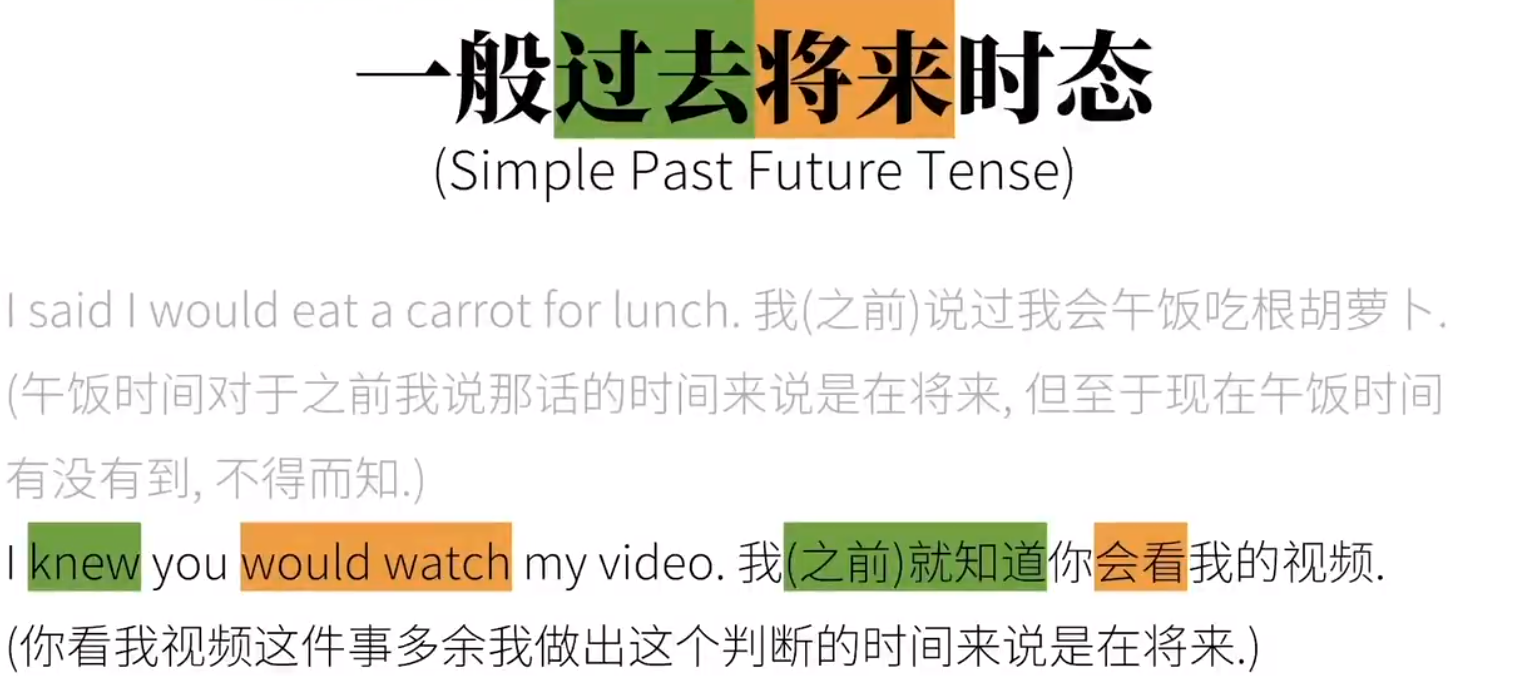 一般过去将来时态
(Simple Past Future Tense)
I said I would eat a carrot for lunch. 我(之前)说过我会午饭吃根胡萝卜.
(午饭时间对于之前我说那话的时间来说是在将来, 但至于现在午饭时间
有没有到, 不得而知.)
I knew you would watch my video. 我(之前)就知道你会看我的视频.
(你看我视频这件事多余我做出这个判断的时间来说是在将来.)